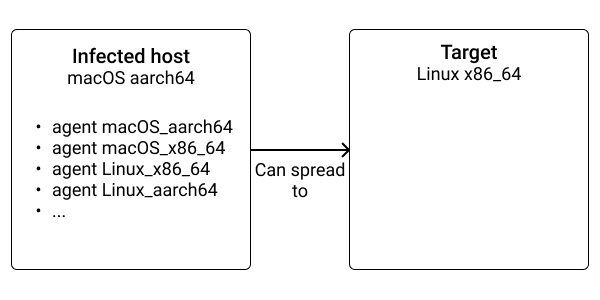 Infected host
macOS aarch64
• agent macOS_aarch64
• agent macOS_x86_64
• agent Linux_x86_64
• agent Linux_aarch64
• ...
Can spread
to
Target
Linux x86_64